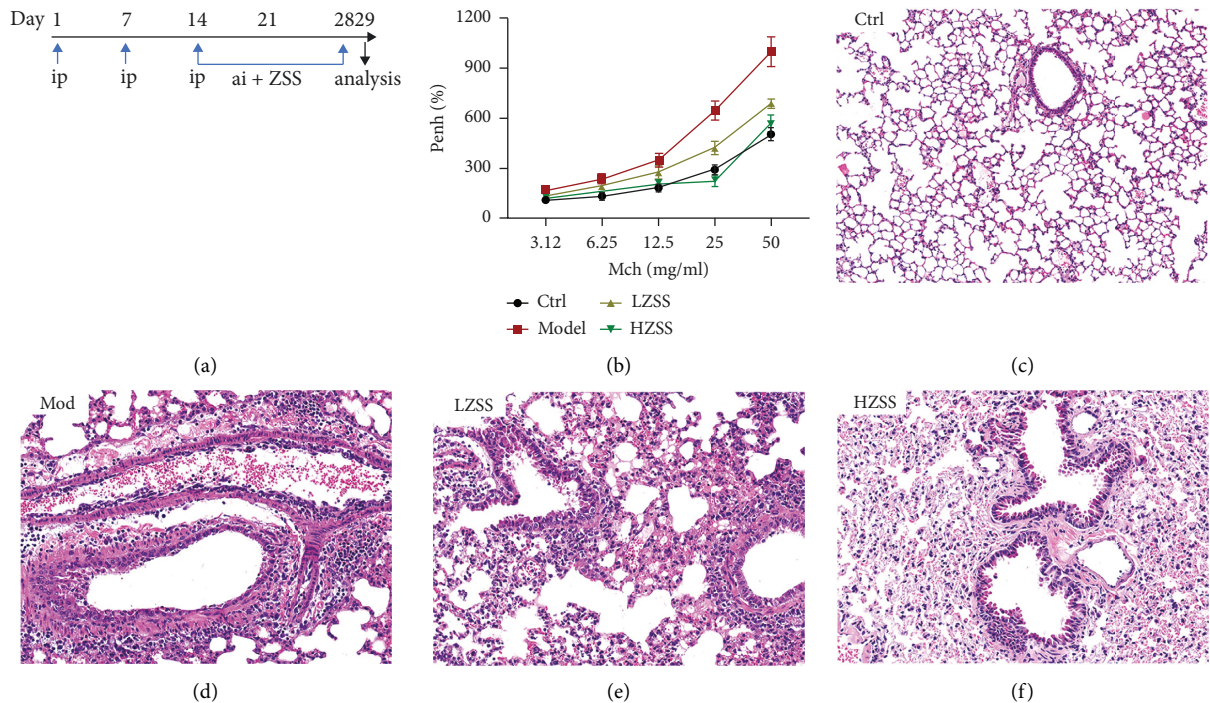 Day 1 7 14 21 2829
ip ip ip ai + ZSS analysis
(a)
1200
900
600
300
0
Penh (%)
3.12 6.25 12.5 25 50
Mch (mg/ml)
Ctrl LZSS
Model HZSS
(b)
Ctrl
(c)
Mod
(d)
LZSS
(e)
HZSS
(f)